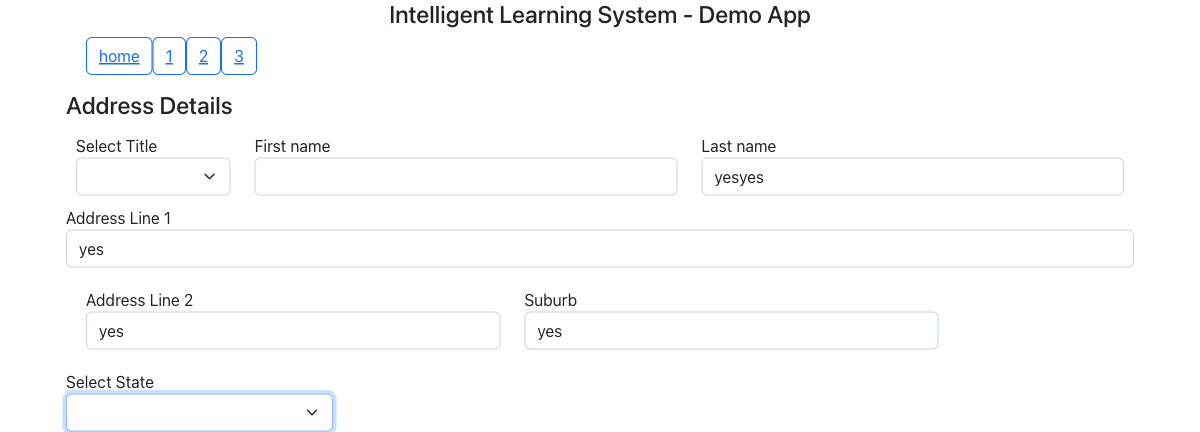 Intelligent Learning System - Demo App
home 1 2 3
Address Details
Select Title First name Last name
yesyes
Address Line 1
yes
Address Line 2 Suburb
yes yes
Select State